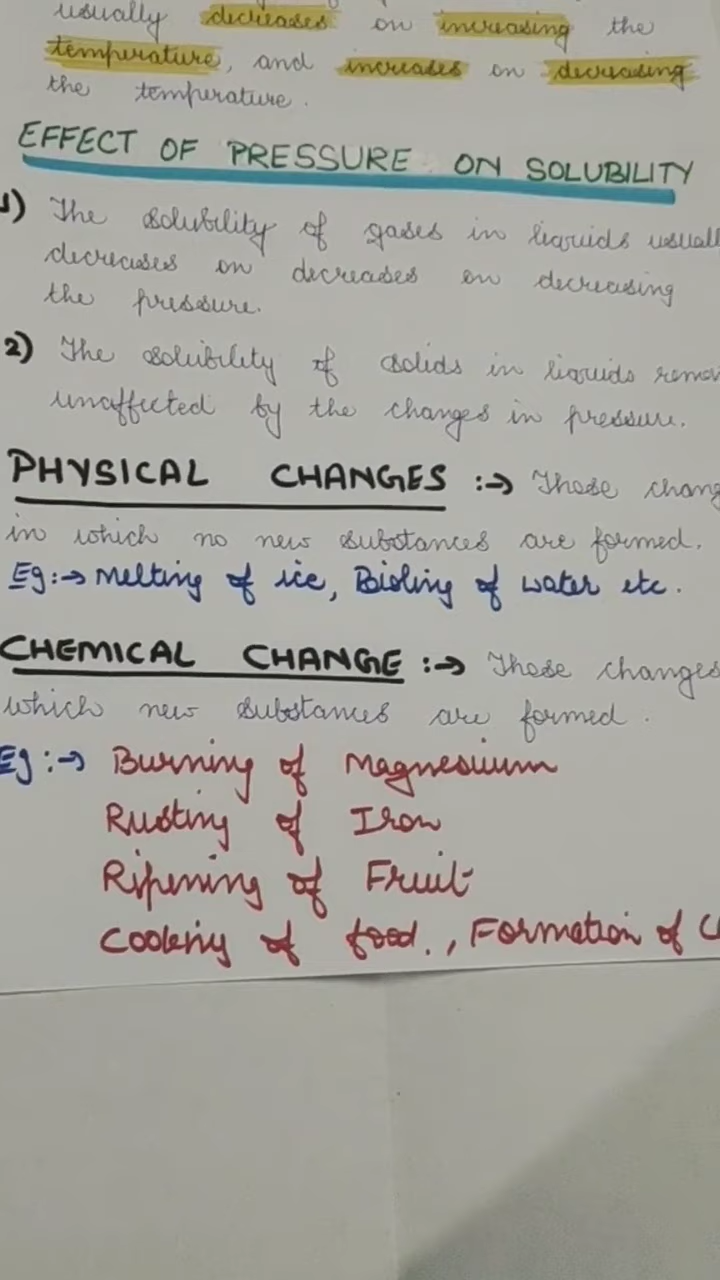 usually decreases on increasing the
temperature, and increases on decreasing
the temperature.
EFFECT OF PRESSURE ON SOLUBILITY
1) The solubility of gases in liquids usuall
decreases on decreases on decreasing
the pressure.
2) The solubility of solids in liquids remai
unaffected by the changes in pressure.
PHYSICAL CHANGES :→ Those chang
in which no new substances are formed.
Eg:→ Melting of ice, Bioling of water etc.
CHEMICAL CHANGE :→ Those changes
which new substances are formed.
Eg:→ Burning of Magnesiium
Rusting of Iron
Ripening of Fruit
Cooking of food., Formation of C